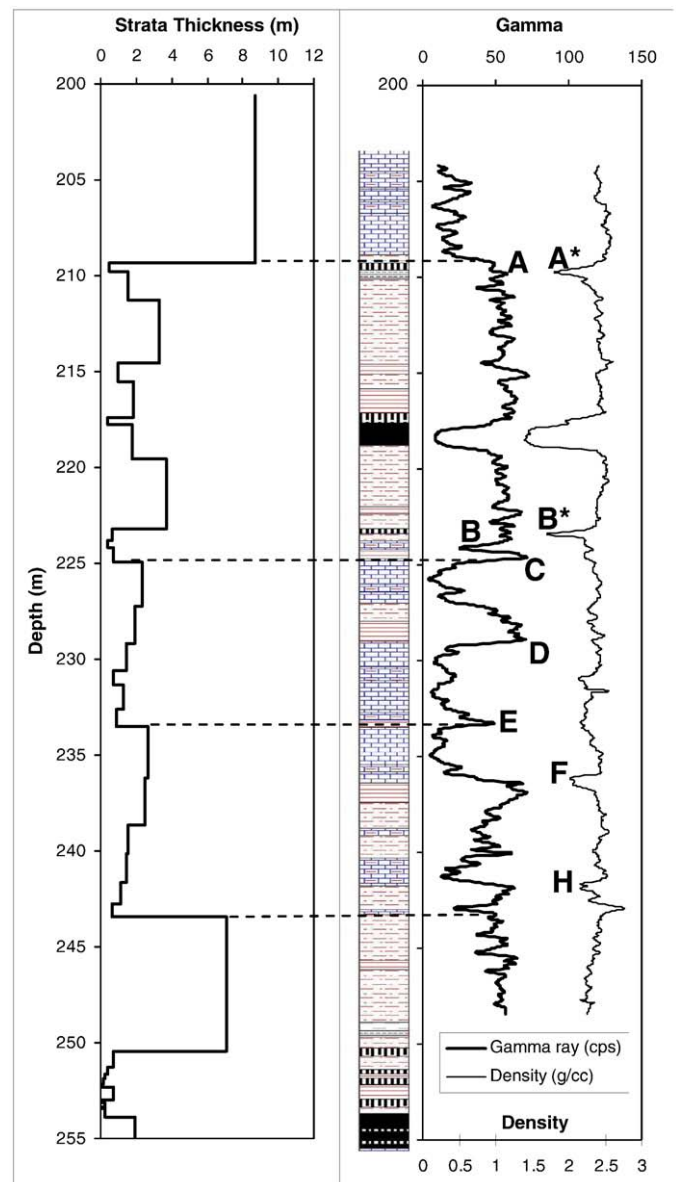 Strata Thickness (m)
0 2 4 6 8 10 12
Gamma
0 50 100 150
200
205
210
215
220
225
230
235
240
245
250
255
Depth (m)
200
A A*
B B*
C
D
E
F
H
Gamma ray (cps)
Density (g/cc)
Density
0 0.5 1 1.5 2 2.5 3